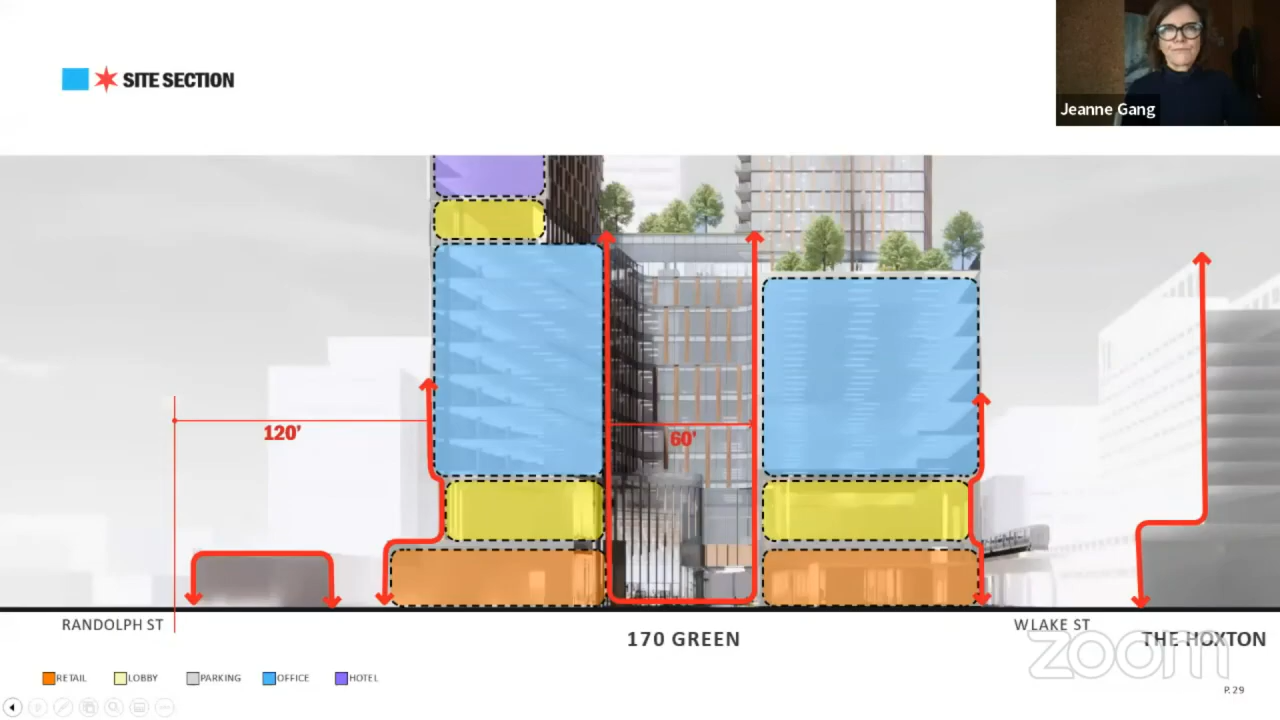 SITE SECTION
Jeanne Gang
120'
60'
RANDOLPH ST
170 GREEN
W LAKE ST
THE HOXTON
zoom
RETAIL
LOBBY
PARKING
OFFICE
HOTEL
P.29